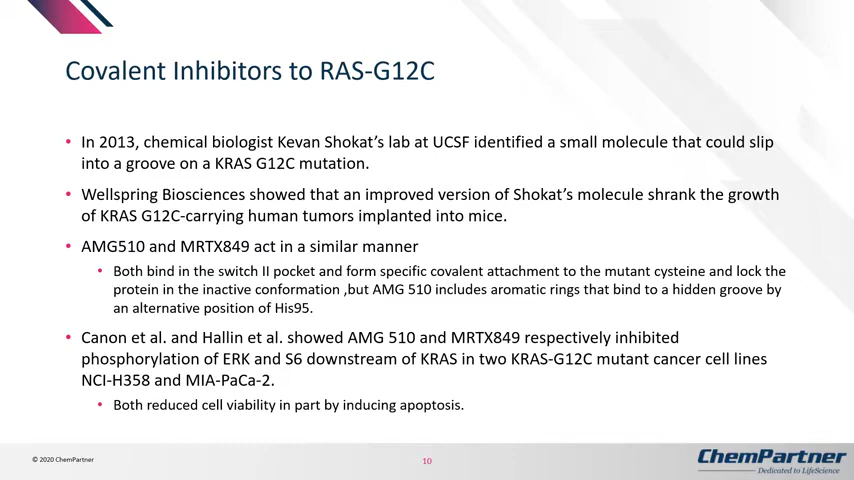 Covalent Inhibitors to RAS-G12C
• In 2013, chemical biologist Kevan Shokat's lab at UCSF identified a small molecule that could slip
into a groove on a KRAS G12C mutation.
• Wellspring Biosciences showed that an improved version of Shokat's molecule shrank the growth
of KRAS G12C-carrying human tumors implanted into mice.
• AMG510 and MRTX849 act in a similar manner
• Both bind in the switch II pocket and form specific covalent attachment to the mutant cysteine and lock the
protein in the inactive conformation ,but AMG 510 includes aromatic rings that bind to a hidden groove by
an alternative position of His95.
• Canon et al. and Hallin et al. showed AMG 510 and MRTX849 respectively inhibited
phosphorylation of ERK and S6 downstream of KRAS in two KRAS-G12C mutant cancer cell lines
NCI-H358 and MIA-PaCa-2.
• Both reduced cell viability in part by inducing apoptosis.
© 2020 ChemPartner
10
ChemPartner
Dedicated to LifeScience